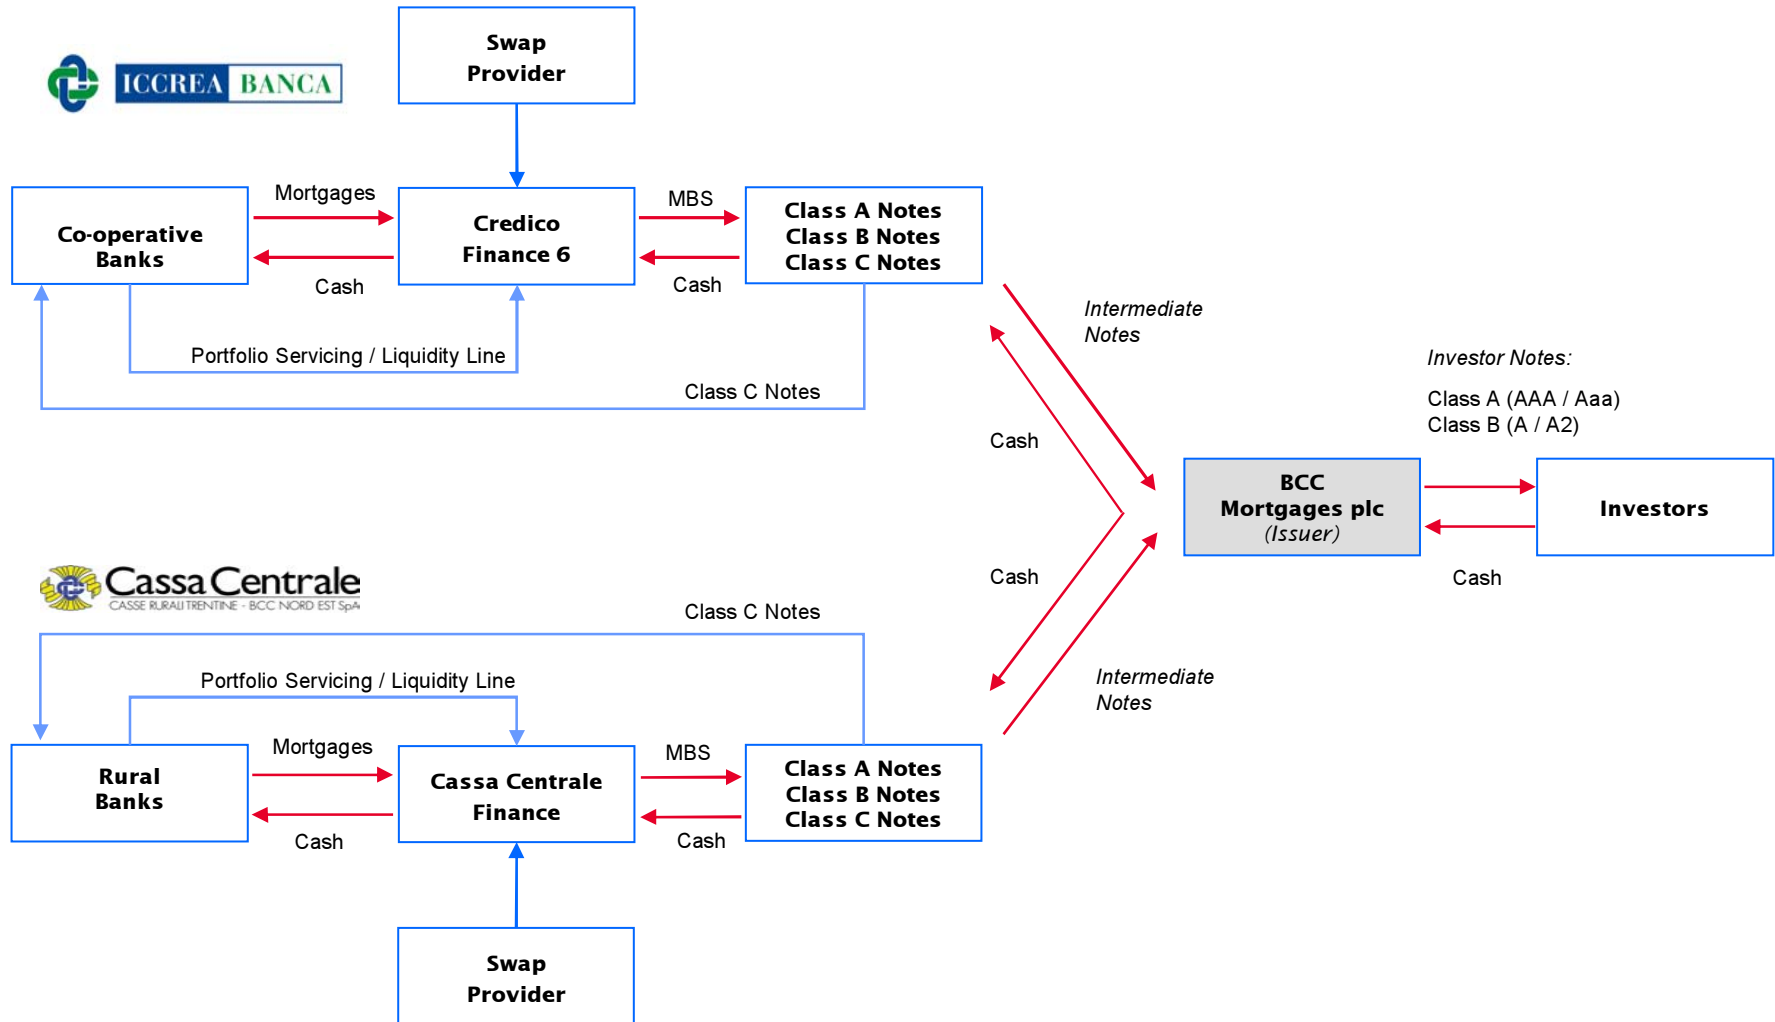 Swap
Provider
ICCREA BANCA
Mortgages
MBS
Co-operative
Banks
Credico
Finance 6
Class A Notes
Class B Notes
Class C Notes
Cash
Cash
Intermediate
Notes
Portfolio Servicing / Liquidity Line
Class C Notes
Investor Notes:
Class A (AAA / Aaa)
Class B (A / A2)
Cash
BCC
Mortgages plc
(Issuer)
Investors
Cash
Cash
Cassa Centrale
CASSE RURALI TRENTINE - BCC NORD EST SpA
Class C Notes
Portfolio Servicing / Liquidity Line
Intermediate
Notes
Mortgages
MBS
Rural
Banks
Cassa Centrale
Finance
Class A Notes
Class B Notes
Class C Notes
Cash
Cash
Swap
Provider